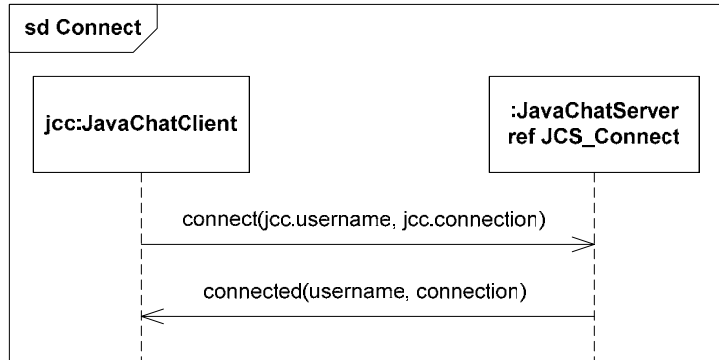 sd Connect
jcc:JavaChatClient
:JavaChatServer
ref JCS_Connect
connect(jcc.username, jcc.connection)
connected(username, connection)